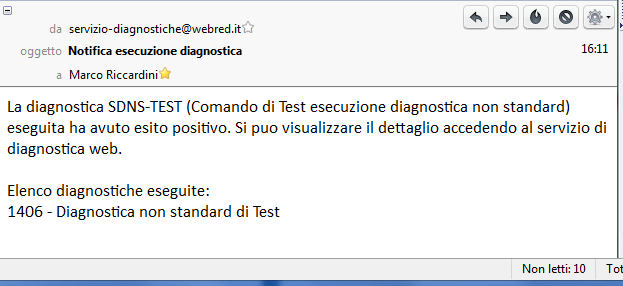 da servizio-diagnostiche@webred.it
oggetto Notifica esecuzione diagnostica 16:11
a Marco Riccardini
La diagnostica SDNS-TEST (Comando di Test esecuzione diagnostica non standard)
eseguita ha avuto esito positivo. Si puo visualizzare il dettaglio accedendo al servizio di
diagnostica web.
Elenco diagnostiche eseguite:
1406 - Diagnostica non standard di Test
Non letti: 10 Tot